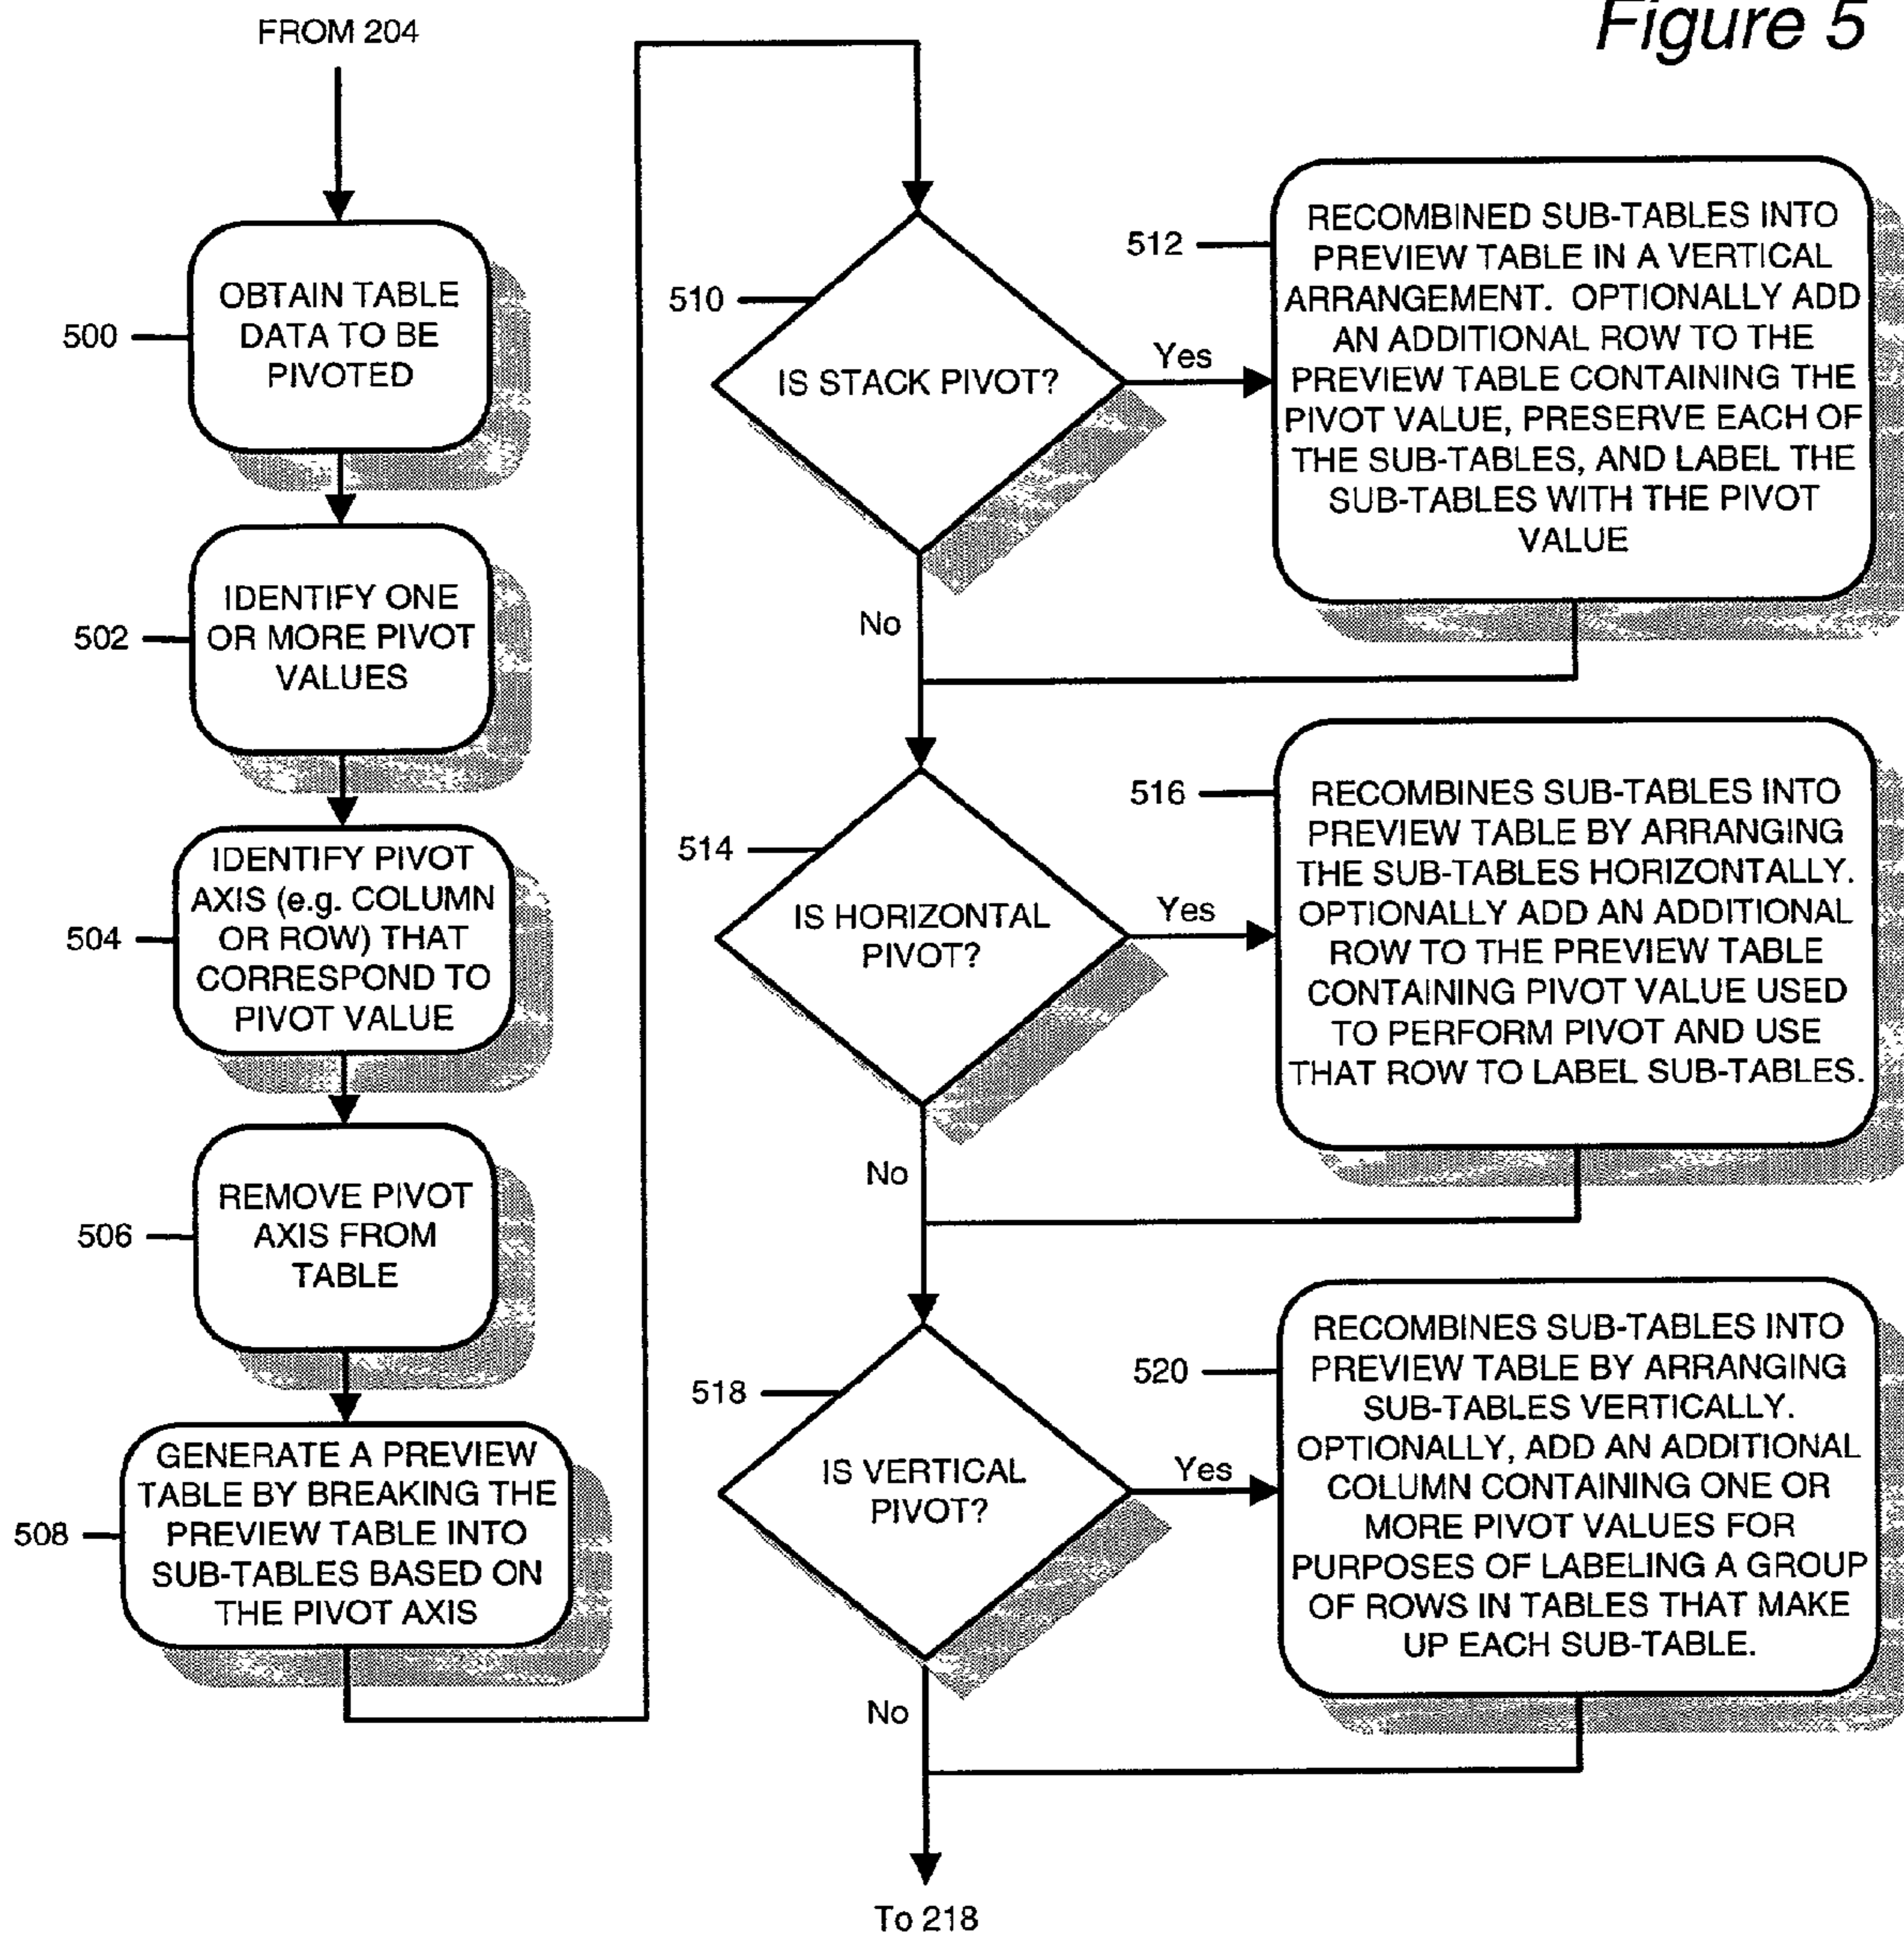 Figure 5
FROM 204
500
OBTAIN TABLE
DATA TO BE
PIVOTED
502
IDENTIFY ONE
OR MORE PIVOT
VALUES
504
IDENTIFY PIVOT
AXIS (e.g. COLUMN
OR ROW) THAT
CORRESPOND TO
PIVOT VALUE
506
REMOVE PIVOT
AXIS FROM
TABLE
508
GENERATE A PREVIEW
TABLE BY BREAKING THE
PREVIEW TABLE INTO
SUB-TABLES BASED ON
THE PIVOT AXIS
510
IS STACK PIVOT?
Yes
No
512
RECOMBINED SUB-TABLES INTO
PREVIEW TABLE IN A VERTICAL
ARRANGEMENT. OPTIONALLY ADD
AN ADDITIONAL ROW TO THE
PREVIEW TABLE CONTAINING THE
PIVOT VALUE, PRESERVE EACH OF
THE SUB-TABLES, AND LABEL THE
SUB-TABLES WITH THE PIVOT
VALUE
514
IS HORIZONTAL
PIVOT?
Yes
No
516
RECOMBINES SUB-TABLES INTO
PREVIEW TABLE BY ARRANGING
THE SUB-TABLES HORIZONTALLY.
OPTIONALLY ADD AN ADDITIONAL
ROW TO THE PREVIEW TABLE
CONTAINING PIVOT VALUE USED
TO PERFORM PIVOT AND USE
THAT ROW TO LABEL SUB-TABLES.
518
IS VERTICAL
PIVOT?
Yes
No
520
RECOMBINES SUB-TABLES INTO
PREVIEW TABLE BY ARRANGING
SUB-TABLES VERTICALLY.
OPTIONALLY, ADD AN ADDITIONAL
COLUMN CONTAINING ONE OR
MORE PIVOT VALUES FOR
PURPOSES OF LABELING A GROUP
OF ROWS IN TABLES THAT MAKE
UP EACH SUB-TABLE.
To 218